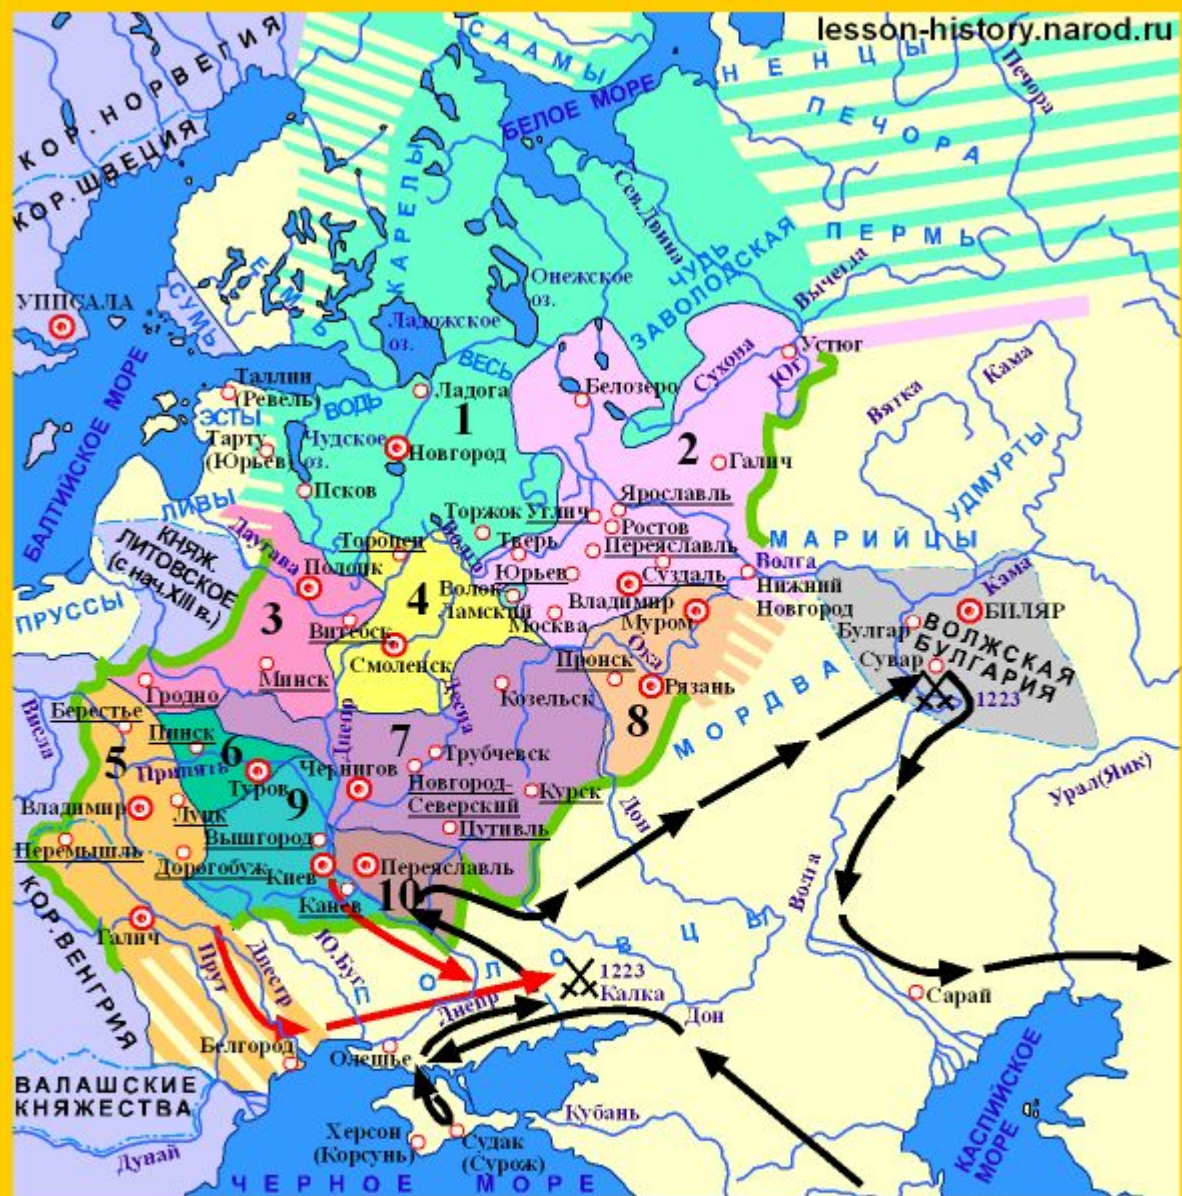 lesson-history.narod.ru
КОР. НОРВЕГИЯ
СААМЫ
НЕНЦЫ
Печора
БЕЛОЕ МОРЕ
ПЕЧОРА
КОР. ШВЕЦИЯ
КАРЕЛЫ
Сев.Двина
ЧУДЬ
ЗАВОЛОДСКАЯ
ПЕРМЬ
Вычегда
ЕМЬ
СУМЬ
УППСАЛА
Онежское
оз.
Ладожское
оз.
ВЕСЬ
Сухона
Устюг
Юг
БАЛТИЙСКОЕ МОРЕ
Таллин
(Ревель)
ЭСТЫ
ВОДЬ
Ладога
Белозеро
Вятка
Кама
Тарту
(Юрьев)
Чудское
оз.
1
Новгород
2
Галич
УДМУРТЫ
Псков
ЛИВЫ
Торжок
Углич
Ярославль
Ростов
Переяславль
МАРИЙЦЫ
КНЯЖ.
ЛИТОВСКОЕ
(с нач.XIII в.)
Даугава
Торопец
Волга
Тверь
Юрьев
Суздаль
Волга
Нижний
Новгород
Кама
ПРУССЫ
Полоцк
4
Волок
Ламский
Москва
Владимир
Муром
Булгар
БИЛЯР
ВОЛЖСКАЯ
БУЛГАРИЯ
3
Витебск
Смоленск
Пронск
Ока
Сувар
1223
Гродно
Минск
Козельск
Рязань
8
МОРДВА
Висла
Берестье
Пинск
Днепр
Десна
7
Трубчевск
5
Припять
6
Туров
Чернигов
Новгород-
Северский
Курск
Дон
Урал(Яик)
Владимир
Луцк
9
Вышгород
Путивль
Перемышль
Дорогобуж
Киев
Переяславль
10
Канев
Волга
КОР. ВЕНГРИЯ
Галич
Прут
Днестр
Ю.Буг
ПОЛОВЦЫ
Днепр
1223
Калка
Сарай
Дон
Белгород
Олешье
ВАЛАШСКИЕ
КНЯЖЕСТВА
Кубань
КАСПИЙСКОЕ
МОРЕ
Херсон
(Корсунь)
Судак
(Сурож)
Дунай
ЧЕРНОЕ МОРЕ